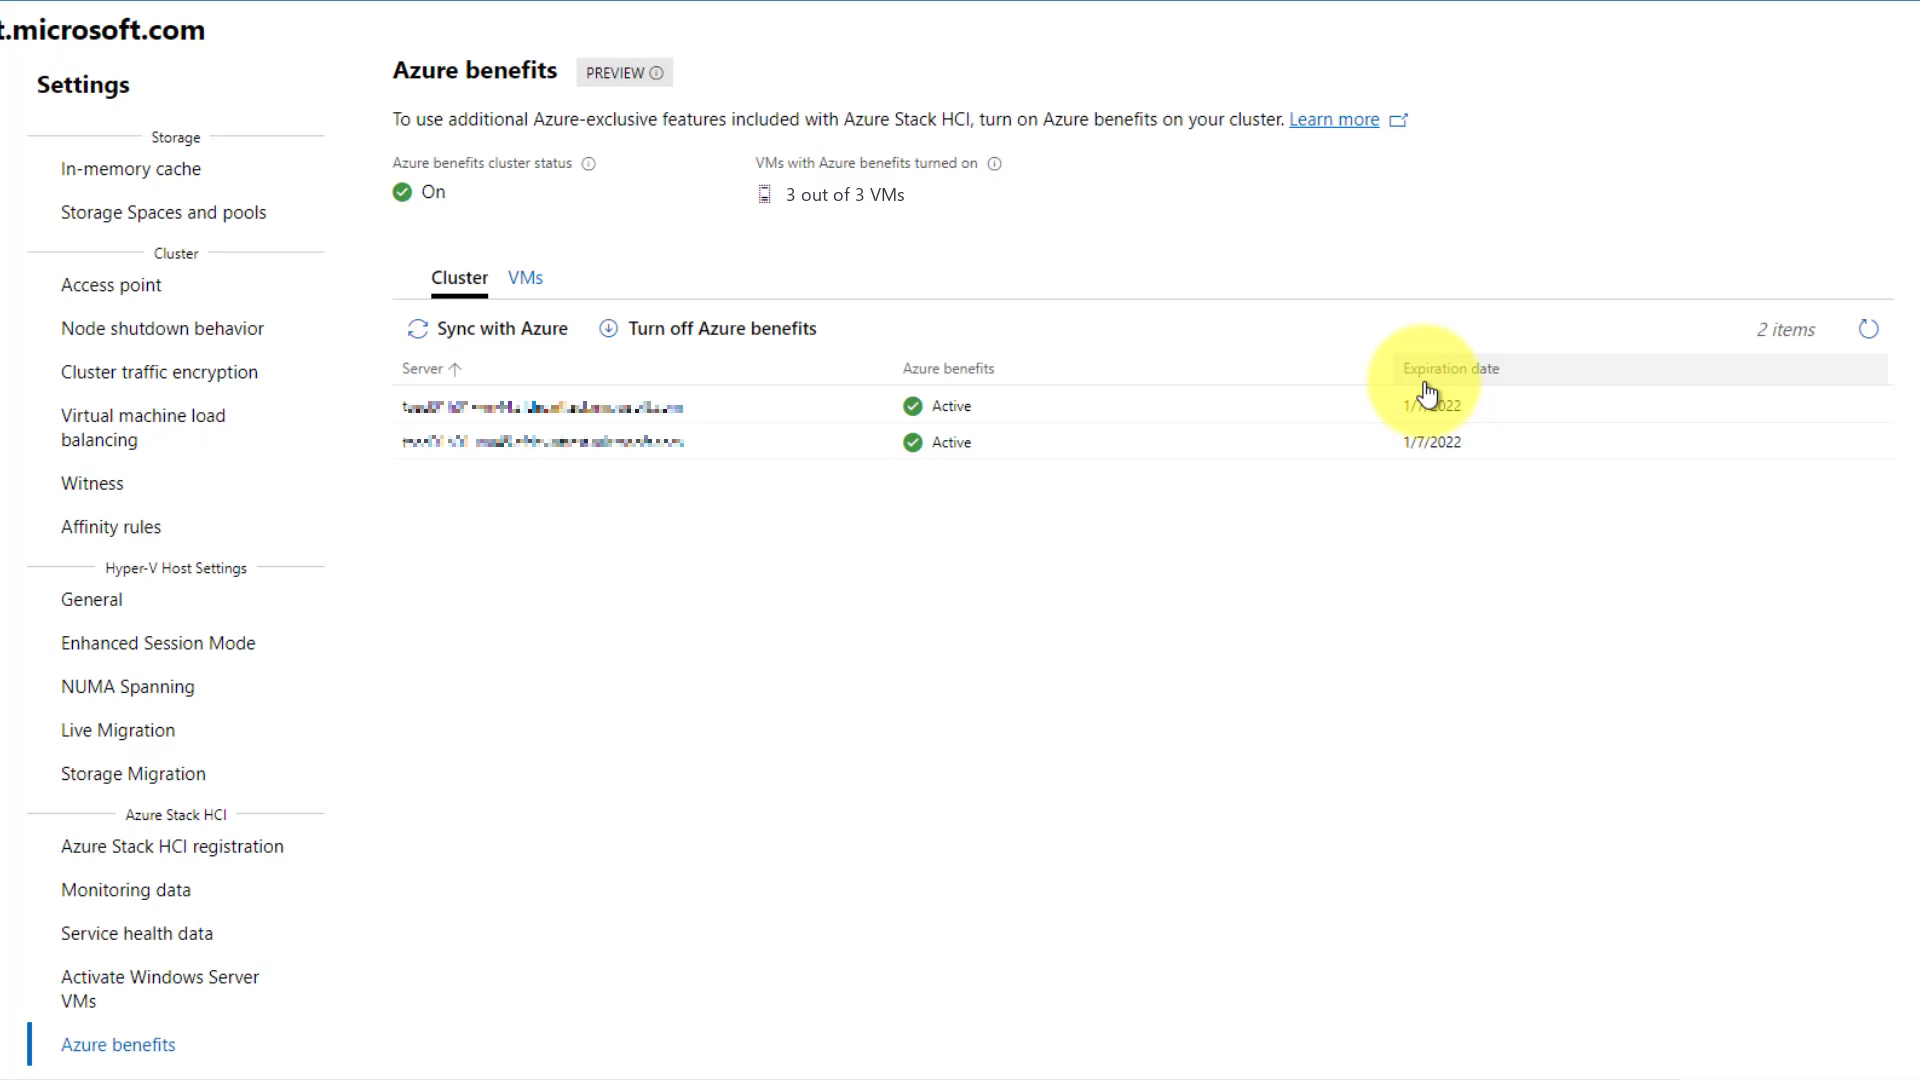 t.microsoft.com
Settings
Storage
In-memory cache
Storage Spaces and pools
Cluster
Access point
Node shutdown behavior
Cluster traffic encryption
Virtual machine load
balancing
Witness
Affinity rules
Hyper-V Host Settings
General
Enhanced Session Mode
NUMA Spanning
Live Migration
Storage Migration
Azure Stack HCI
Azure Stack HCI registration
Monitoring data
Service health data
Activate Windows Server
VMs
Azure benefits
Azure benefits PREVIEW
To use additional Azure-exclusive features included with Azure Stack HCI, turn on Azure benefits on your cluster. Learn more
Azure benefits cluster status VMs with Azure benefits turned on
On 3 out of 3 VMs
Cluster VMs
Sync with Azure Turn off Azure benefits 2 items
Server Azure benefits Expiration date
Active 1/7/2022
Active 1/7/2022